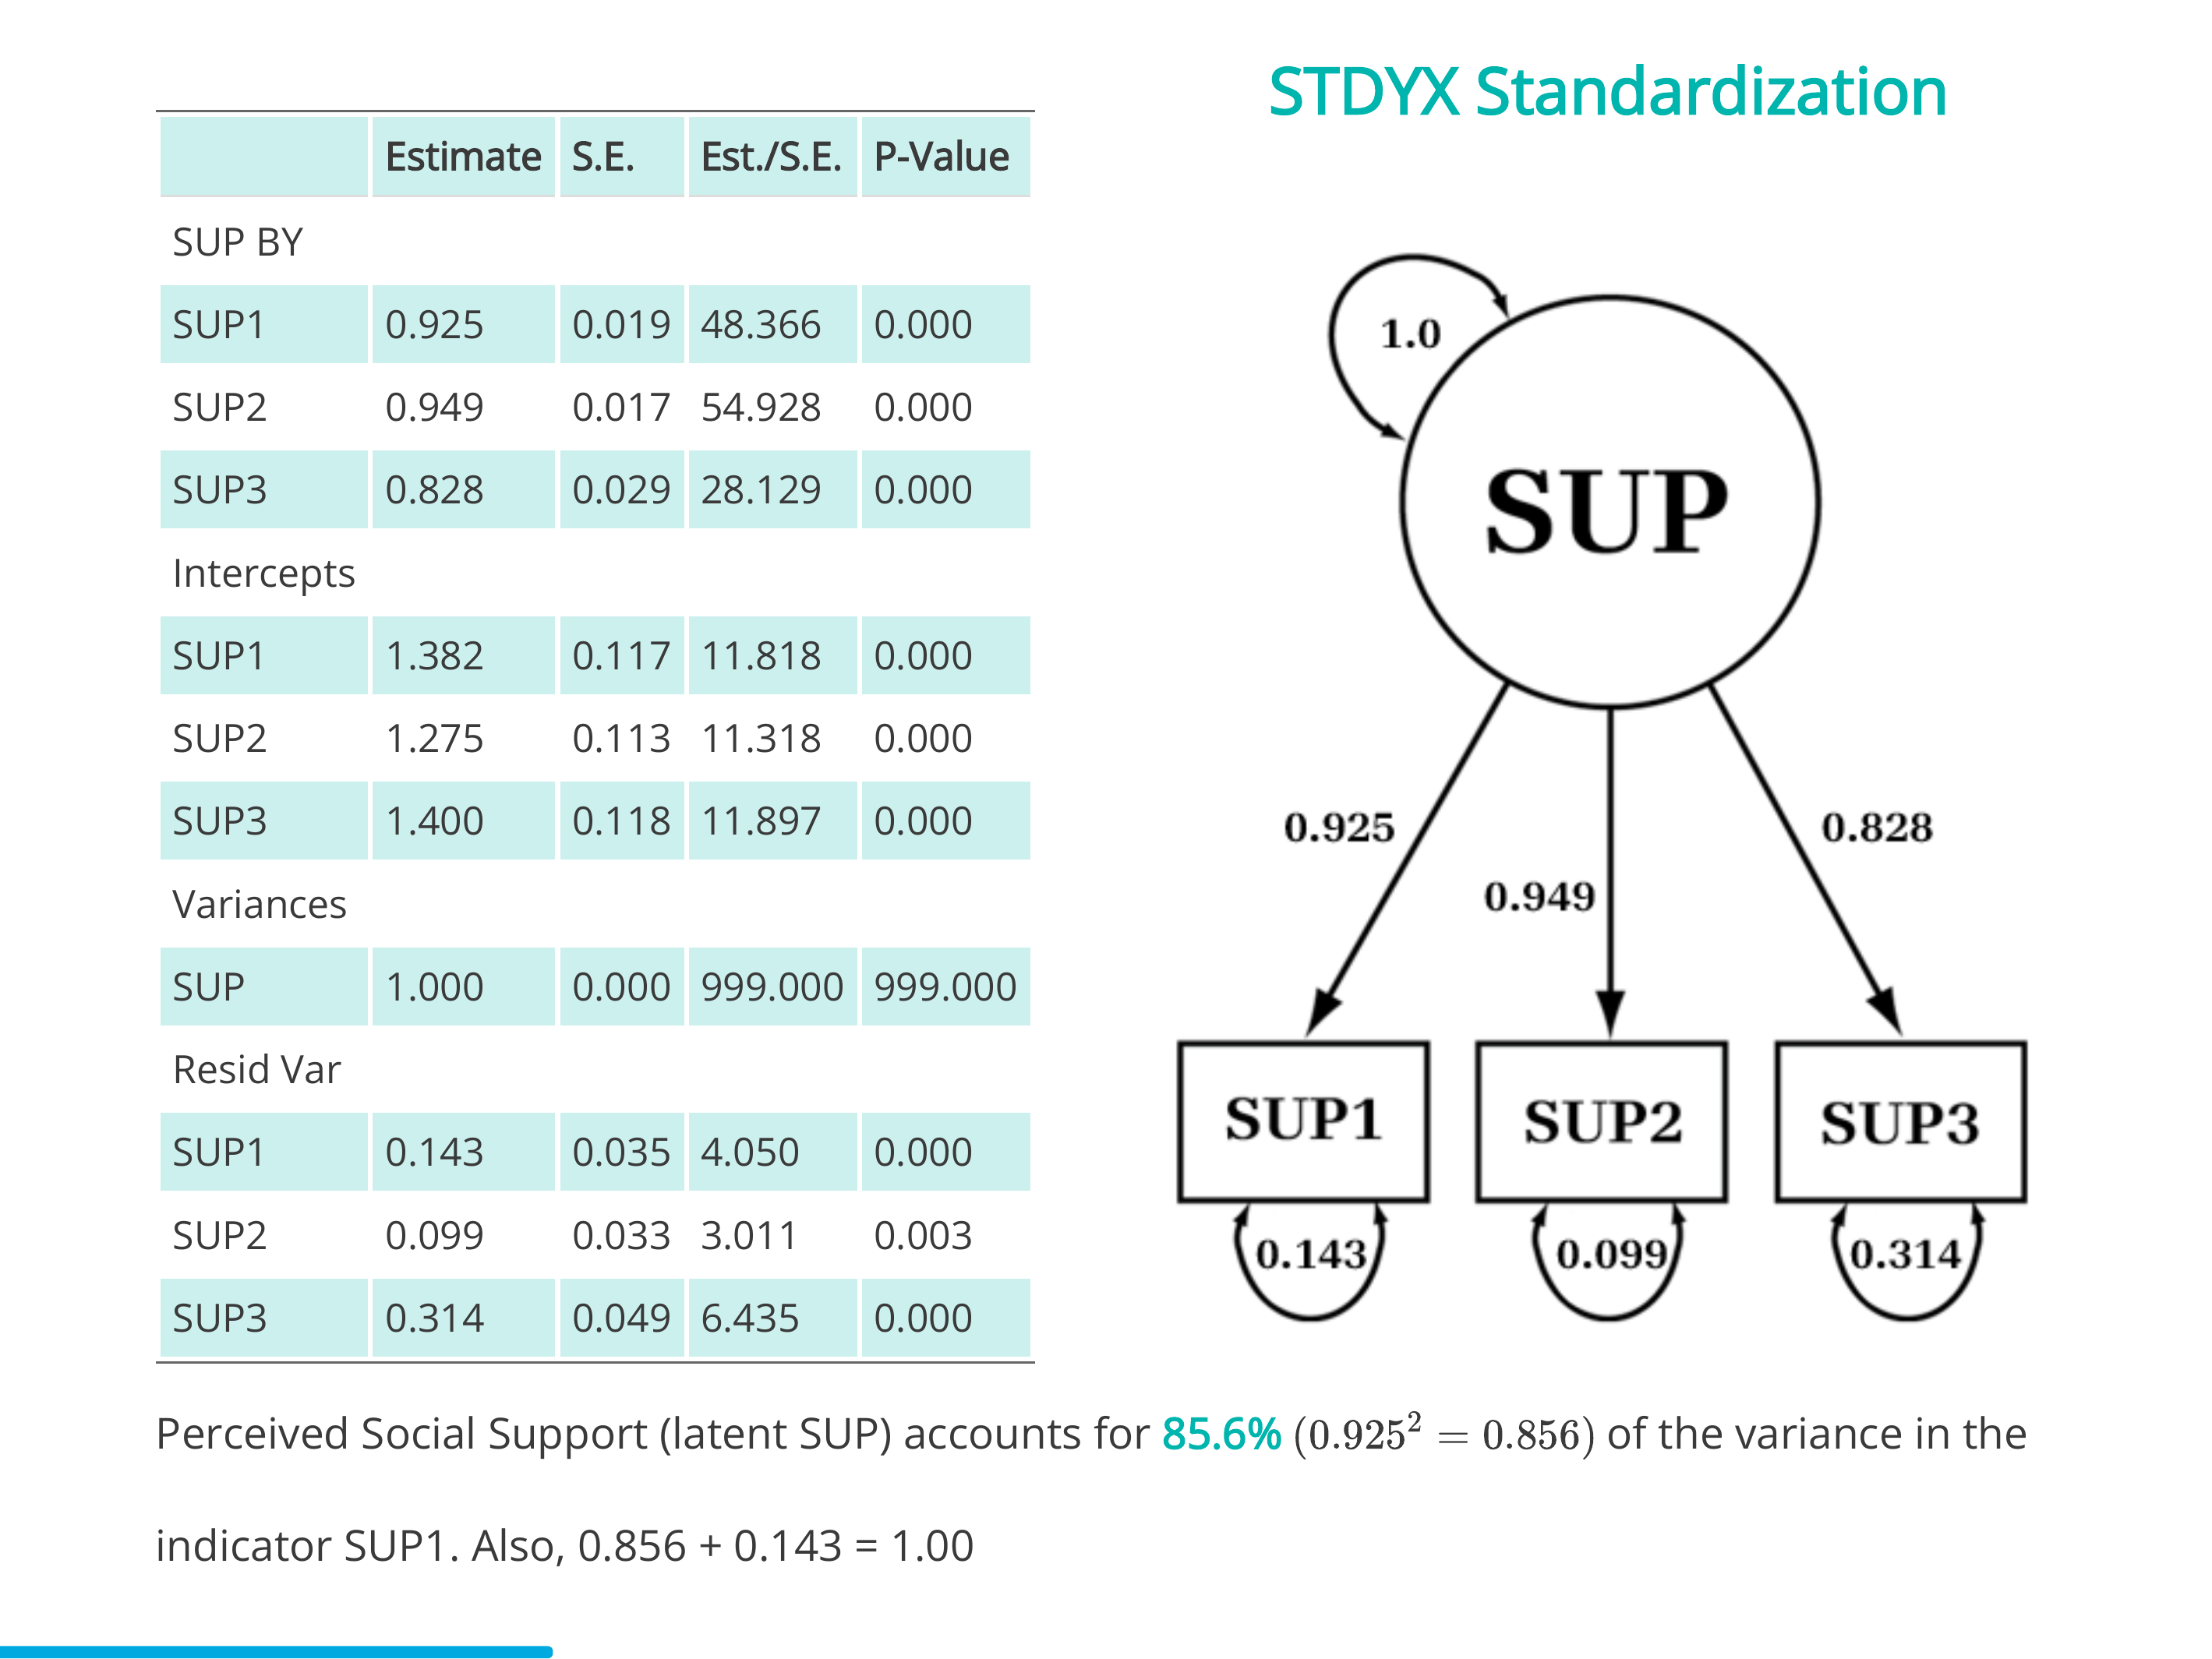 STDYX Standardization
Estimate S.E. Est./S.E. P-Value
SUP BY
SUP1 0.925 0.019 48.366 0.000
SUP2 0.949 0.017 54.928 0.000
SUP3 0.828 0.029 28.129 0.000
Intercepts
SUP1 1.382 0.117 11.818 0.000
SUP2 1.275 0.113 11.318 0.000
SUP3 1.400 0.118 11.897 0.000
Variances
SUP 1.000 0.000 999.000 999.000
Resid Var
SUP1 0.143 0.035 4.050 0.000
SUP2 0.099 0.033 3.011 0.003
SUP3 0.314 0.049 6.435 0.000
1.0
SUP
0.925
0.949
0.828
SUP1 SUP2 SUP3
0.143 0.099 0.314
Perceived Social Support (latent SUP) accounts for 85.6% (0.925² = 0.856) of the variance in the
indicator SUP1. Also, 0.856 + 0.143 = 1.00